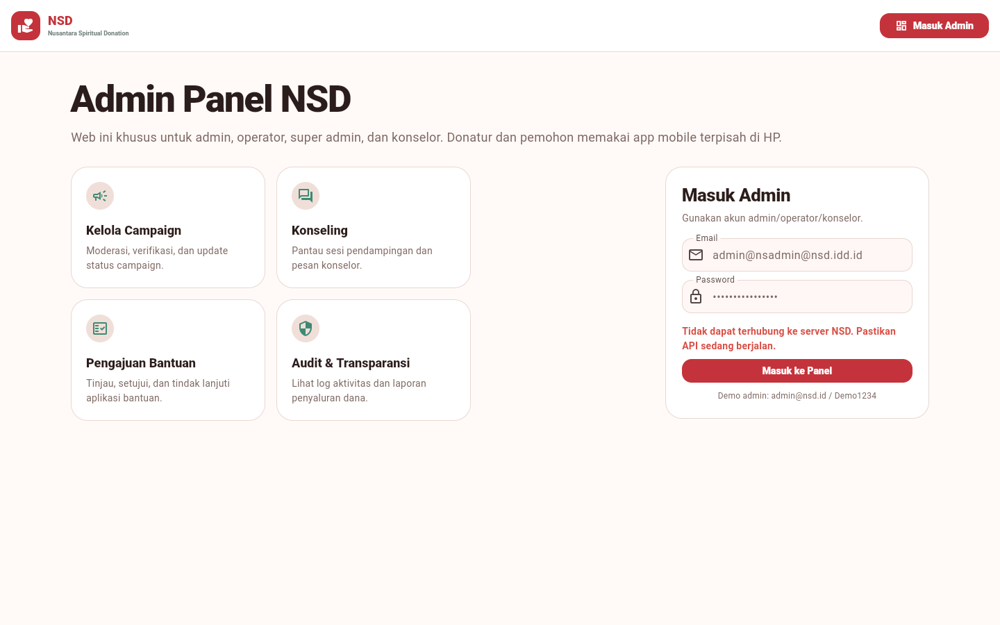 NSD
Nusantara Spiritual Donation
Masuk Admin
Admin Panel NSD
Web ini khusus untuk admin, operator, super admin, dan konselor. Donatur dan pemohon memakai app mobile terpisah di HP.
Kelola Campaign
Moderasi, verifikasi, dan update
status campaign.
Konseling
Pantau sesi pendampingan dan
pesan konselor.
Pengajuan Bantuan
Tinjau, setujui, dan tindak lanjuti
aplikasi bantuan.
Audit & Transparansi
Lihat log aktivitas dan laporan
penyaluran dana.
Masuk Admin
Gunakan akun admin/operator/konselor.
Email
admin@nsadmin@nsd.idd.id
Password
••••••••••••••••
Tidak dapat terhubung ke server NSD. Pastikan
API sedang berjalan.
Masuk ke Panel
Demo admin: admin@nsd.id / Demo1234